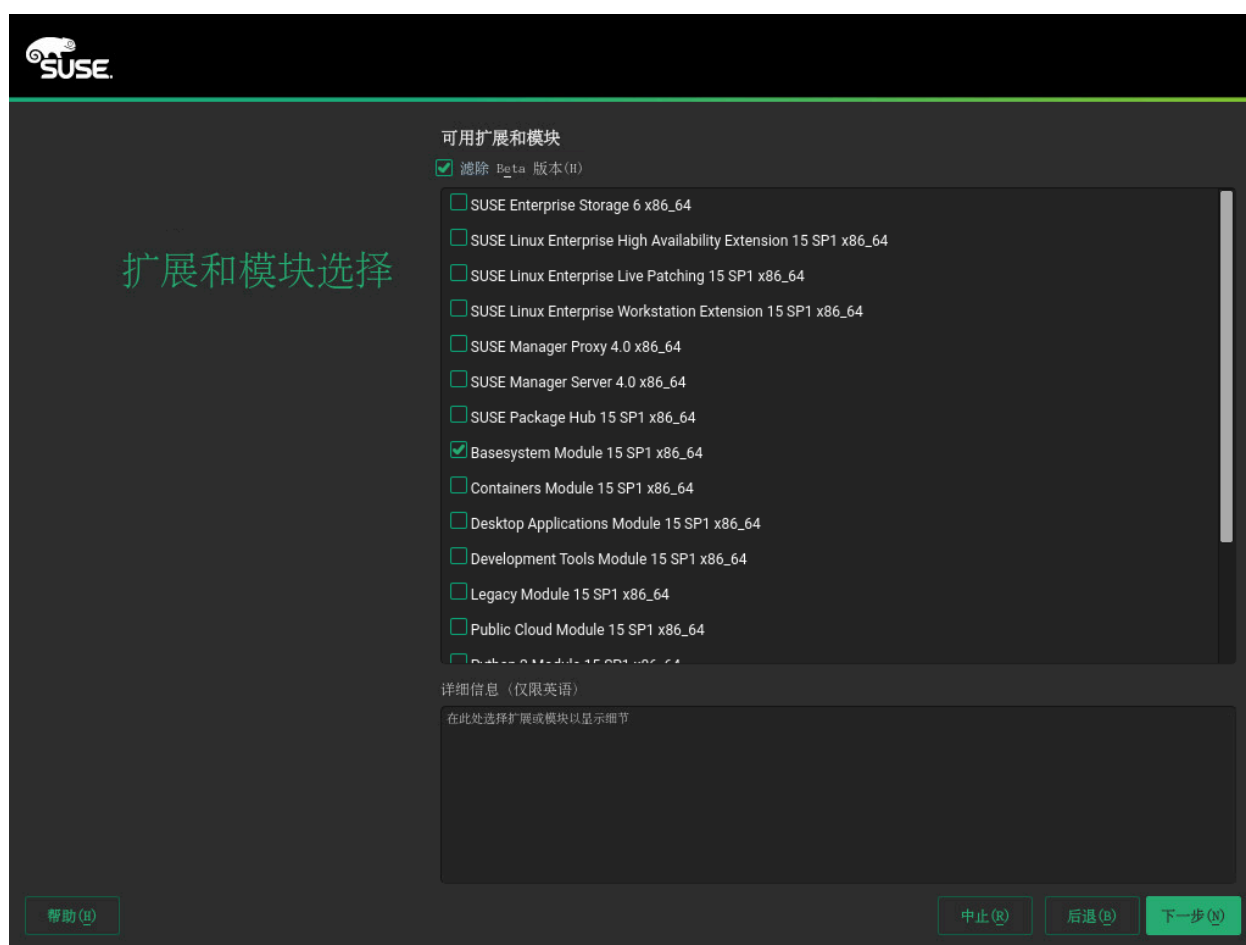 SUSE.
可用扩展和模块
滤除 Beta 版本(H)
SUSE Enterprise Storage 6 x86_64
SUSE Linux Enterprise High Availability Extension 15 SP1 x86_64
扩展和模块选择
SUSE Linux Enterprise Live Patching 15 SP1 x86_64
SUSE Linux Enterprise Workstation Extension 15 SP1 x86_64
SUSE Manager Proxy 4.0 x86_64
SUSE Manager Server 4.0 x86_64
SUSE Package Hub 15 SP1 x86_64
Basesystem Module 15 SP1 x86_64
Containers Module 15 SP1 x86_64
Desktop Applications Module 15 SP1 x86_64
Development Tools Module 15 SP1 x86_64
Legacy Module 15 SP1 x86_64
Public Cloud Module 15 SP1 x86_64
Python 2 Module 15 SP1 x86_64
详细信息（仅限英语）
在此处选择扩展或模块以显示细节
帮助(H)
中止(R)
后退(B)
下一步(N)